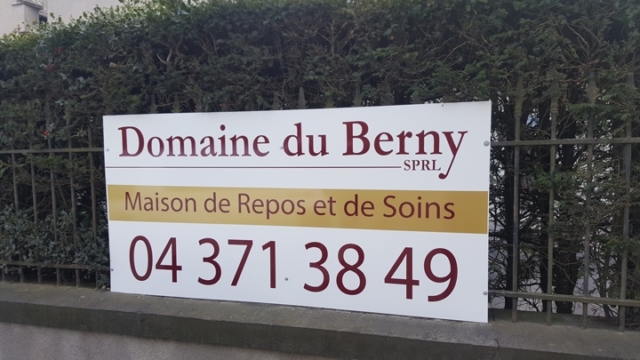 Domaine du Berny
SPRL
Maison de Repos et de Soins
04 371 38 49